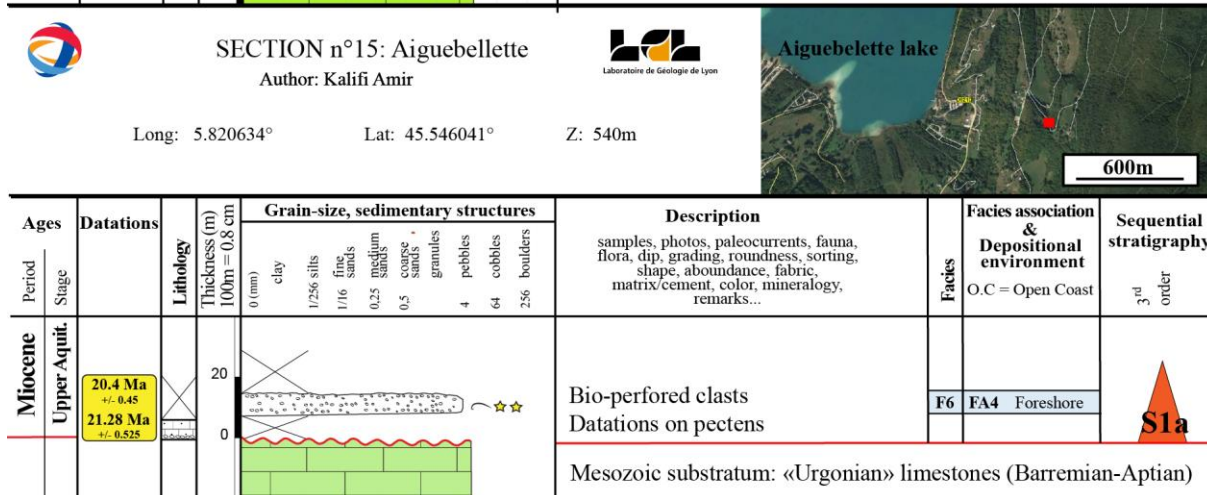 SECTION n°15: Aiguebellette
Author: Kalifi Amir
LGL
Laboratoire de Géologie de Lyon
Long: 5.820634°
Lat: 45.546041°
Z: 540m
Aiguebelette lake
600m
Ages
Period
Stage
Datations
Lithology
Thickness (m)
100m = 0.8 cm
Grain-size, sedimentary structures
0 (mm)
clay
1/256 silts
1/16 fine sands
0,25 medium sands
0,5 coarse sands
granules
4 pebbles
64 cobbles
256 boulders
Description
samples, photos, paleocurrents, fauna,
flora, dip, grading, roundness, sorting,
shape, aboundance, fabric,
matrix/cement, color, mineralogy,
remarks...
Facies
Facies association
&
Depositional
environment
O.C = Open Coast
Sequential
stratigraphy
3rd
order
Miocene
Upper Aquit.
20.4 Ma
+/- 0.45
21.28 Ma
+/- 0.525
20
0
Bio-perfored clasts
Datations on pectens
F6 FA4 Foreshore
S1a
Mesozoic substratum: «Urgonian» limestones (Barremian-Aptian)